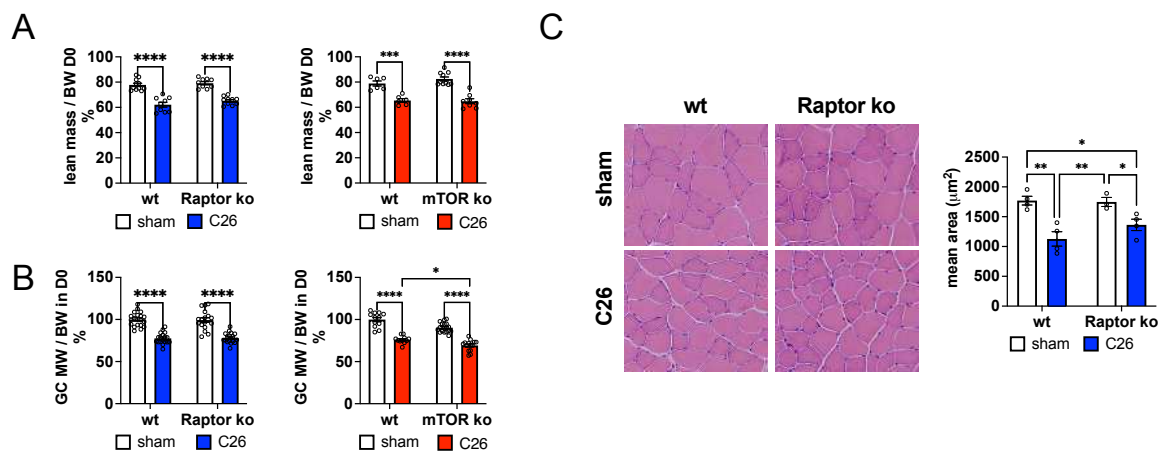 A
lean mass / BW D0
%
100
80
60
40
20
0
**** ****
wt Raptor ko
sham C26
lean mass / BW D0
%
100
80
60
40
20
0
*** ****
wt mTOR ko
sham C26
B
GC MW / BW in D0
%
150
100
50
0
**** ****
wt Raptor ko
sham C26
GC MW / BW in D0
%
150
100
50
0
*
**** ****
wt mTOR ko
sham C26
C
wt Raptor ko
sham
C26
mean area (μm²)
2500
2000
1500
1000
500
0
*
** ** *
wt Raptor ko
sham C26